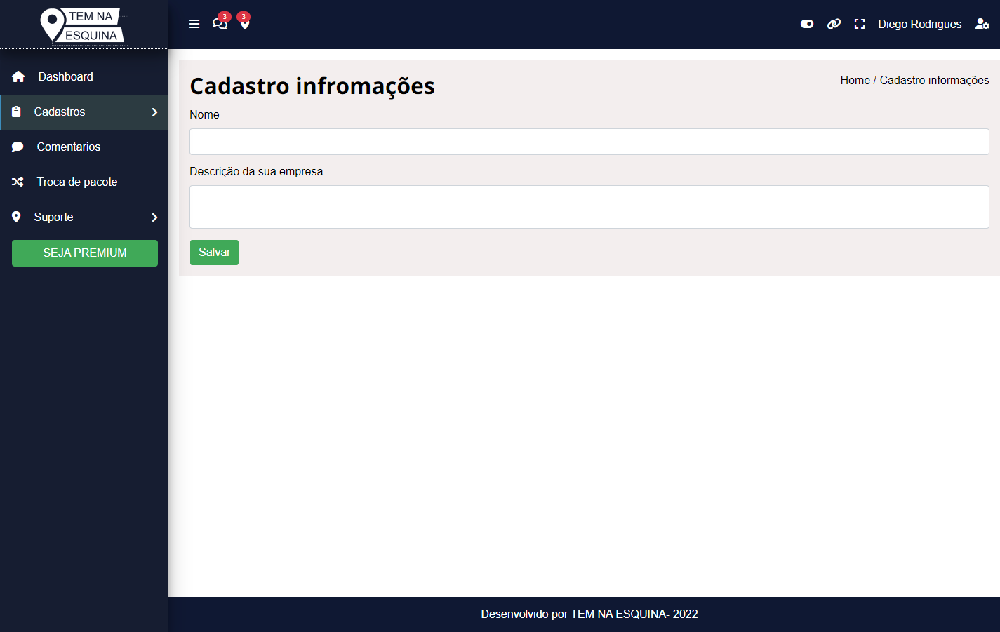 TEM NA
ESQUINA
3
3
Diego Rodrigues
Dashboard
Cadastros
Comentarios
Troca de pacote
Suporte
SEJA PREMIUM
Cadastro infromações
Home / Cadastro informações
Nome
Descrição da sua empresa
Salvar
Desenvolvido por TEM NA ESQUINA- 2022